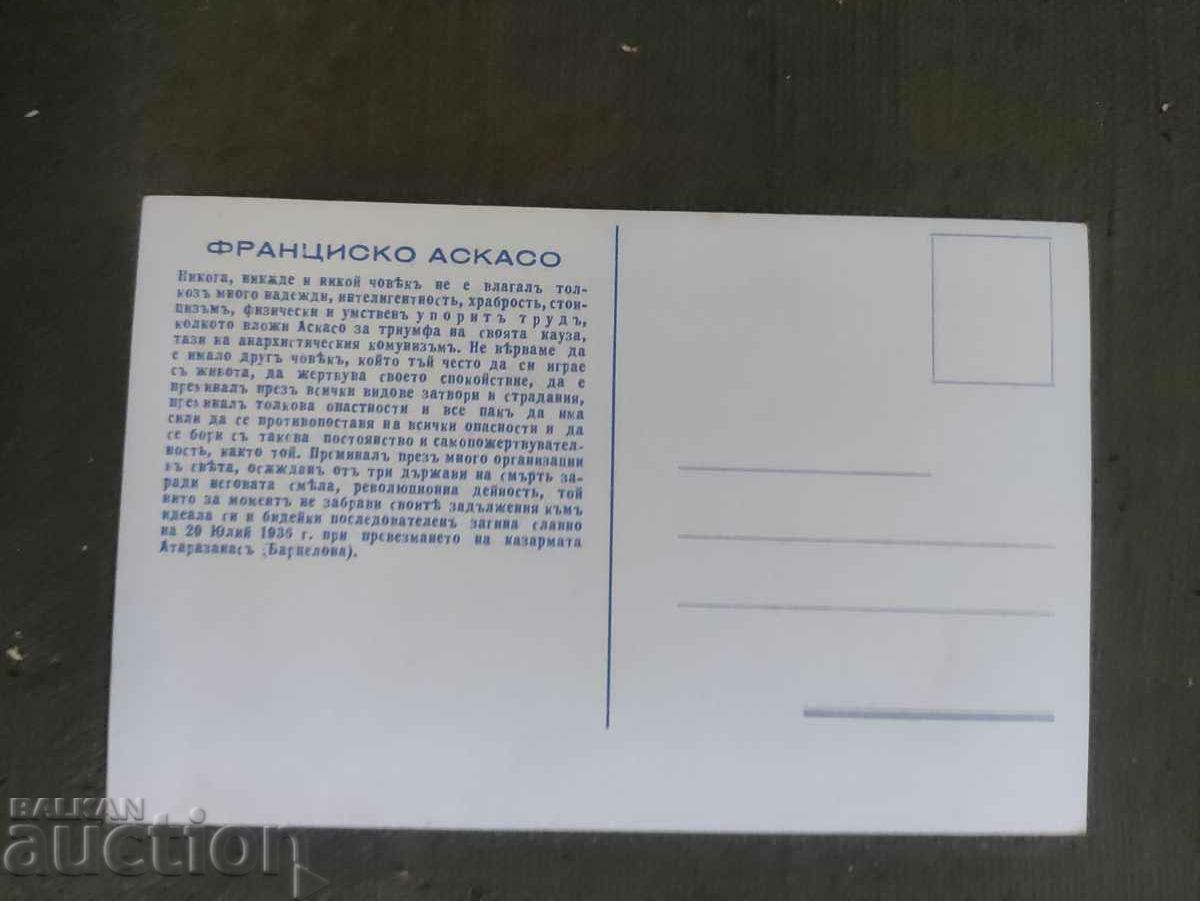 ФРАНЦИСКО АСКАСО
Никога, никѫде и никой човѣкъ не е влагалъ тол-
козъ много надежди, интелигентность, храбрость, стои-
цизъмъ, физически и умственъ упоритъ трудъ,
колкото вложи Аскасо за триумфа на своята кауза,
тази на анархистическия комунизъмъ. Не вѣрваме да
е имало другъ човѣкъ, който тъй често да си играе
съ живота, да жертвува своето спокойствие, да е
преминалъ презъ всички видове затвори и страдания,
преминалъ толкова опастности и все пакъ да има
сили да се противопоставя на всички опасности и да
се бори съ такова постоянство и самопожертвувател-
ность, както той. Преминалъ презъ много организации
въ свѣта, осѫжданъ отъ три държави на смърть за-
ради неговата смѣла, революционна дейность, той
нито за моментъ не забрави своитѣ задължения къмъ
идеала си и бидейки последователенъ загина славно
на 20 Юлий 1936 г. при превземането на казармата
Атаразанасъ (Барцелона).
BALKAN
auction